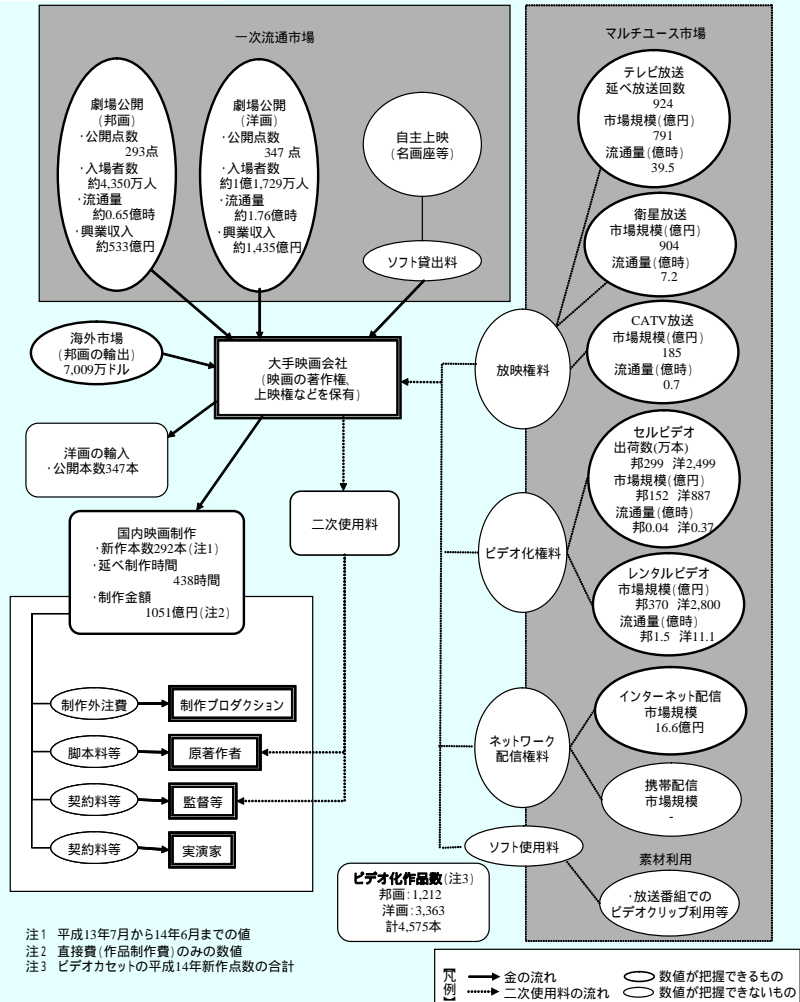 一次流通市場
劇場公開
(邦画)
・公開点数
293点
・入場者数
約4,350万人
・流通量
約0.65億時
・興業収入
約533億円
劇場公開
(洋画)
・公開点数
347 点
・入場者数
約1億1,729万人
・流通量
約1.76億時
・興業収入
約1,435億円
自主上映
(名画座等)
ソフト貸出料
海外市場
(邦画の輸出)
7,009万ドル
大手映画会社
(映画の著作権、
上映権などを保有)
洋画の輸入
・公開本数347本
国内映画制作
・新作本数292本(注1)
・延べ制作時間
438時間
・制作金額
1051億円(注2)
二次使用料
制作外注費
制作プロダクション
脚本料等
原著作者
契約料等
監督等
契約料等
実演家
マルチユース市場
テレビ放送
延べ放送回数
924
市場規模(億円)
791
流通量(億時)
39.5
衛星放送
市場規模(億円)
904
流通量(億時)
7.2
CATV放送
市場規模(億円)
185
流通量(億時)
0.7
放映権料
セルビデオ
出荷数(万本)
邦299 洋2,499
市場規模(億円)
邦152 洋887
流通量(億時)
邦0.04 洋0.37
ビデオ化権料
レンタルビデオ
市場規模(億円)
邦370 洋2,800
流通量(億時)
邦1.5 洋11.1
ネットワーク
配信権料
インターネット配信
市場規模
16.6億円
携帯配信
市場規模
-
ソフト使用料
素材利用
・放送番組での
ビデオクリップ利用等
ビデオ化作品数(注3)
邦画:1,212
洋画:3,363
計4,575本
注1 平成13年7月から14年6月までの値
注2 直接費(作品制作費)のみの数値
注3 ビデオカセットの平成14年新作点数の合計
【凡例】
金の流れ
数値が把握できるもの
二次使用料の流れ
数値が把握できないもの